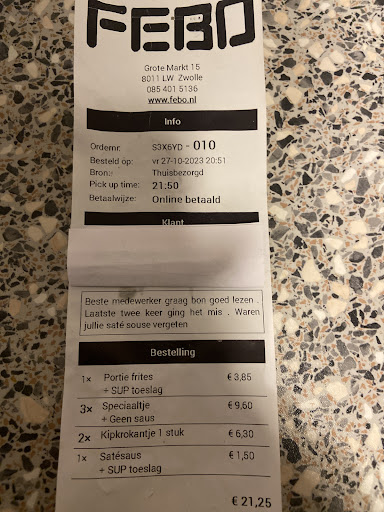 FEBO
Grote Markt 15
8011 LW Zwolle
085 401 5136
www.febo.nl
Info
Ordernr: S3X6YD - 010
Besteld op: vr 27-10-2023 20:51
Bron:: Thuisbezorgd
Pick up time: 21:50
Betaalwijze: Online betaald
Klant
Beste medewerker graag bon goed lezen .
Laatste twee keer ging het mis . Waren
jullie saté souse vergeten
Bestelling
1× Portie frites € 3,85
+ SUP toeslag
3× Speciaaltje € 9,60
+ Geen saus
2× Kipkrokantje 1 stuk € 6,30
1× Satésaus € 1,50
+ SUP toeslag
€ 21,25